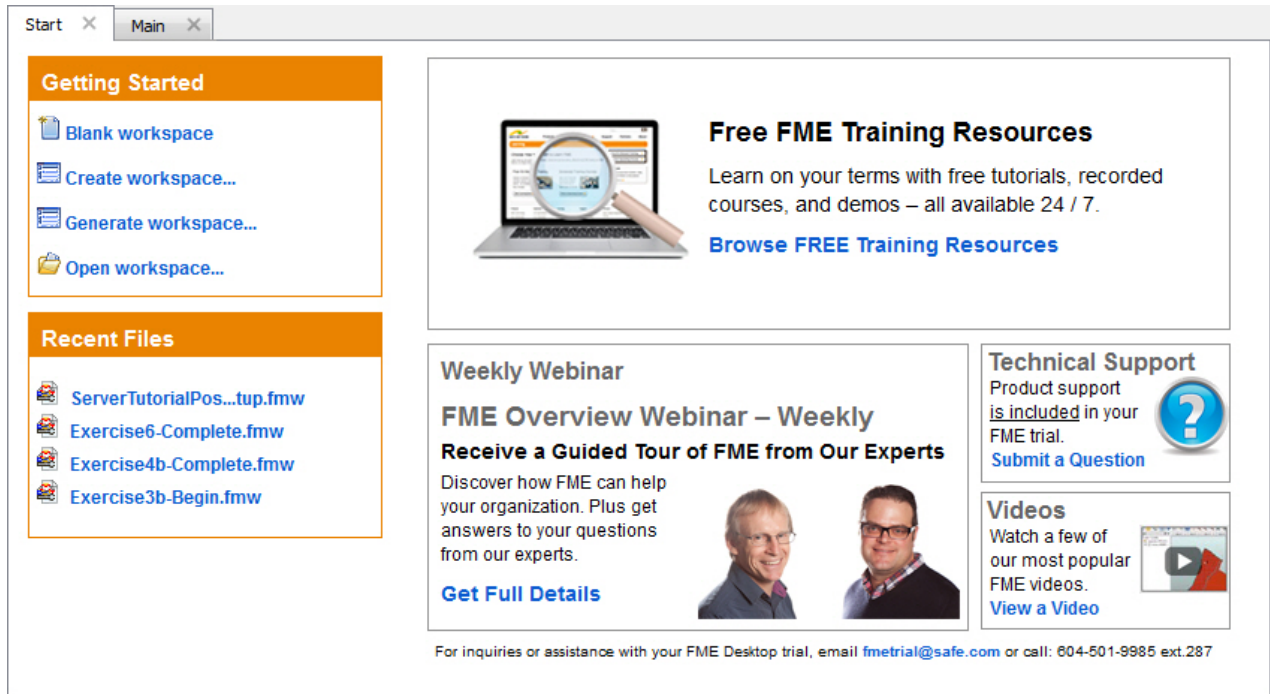 Start
Main
Getting Started
Blank workspace
Create workspace...
Generate workspace...
Open workspace...
Recent Files
ServerTutorialPos...tup.fmw
Exercise6-Complete.fmw
Exercise4b-Complete.fmw
Exercise3b-Begin.fmw
Free FME Training Resources
Learn on your terms with free tutorials, recorded
courses, and demos – all available 24 / 7.
Browse FREE Training Resources
Weekly Webinar
FME Overview Webinar – Weekly
Receive a Guided Tour of FME from Our Experts
Discover how FME can help
your organization. Plus get
answers to your questions
from our experts.
Get Full Details
Technical Support
Product support
is included in your
FME trial.
Submit a Question
Videos
Watch a few of
our most popular
FME videos.
View a Video
For inquiries or assistance with your FME Desktop trial, email fmetrial@safe.com or call: 604-501-9985 ext.287